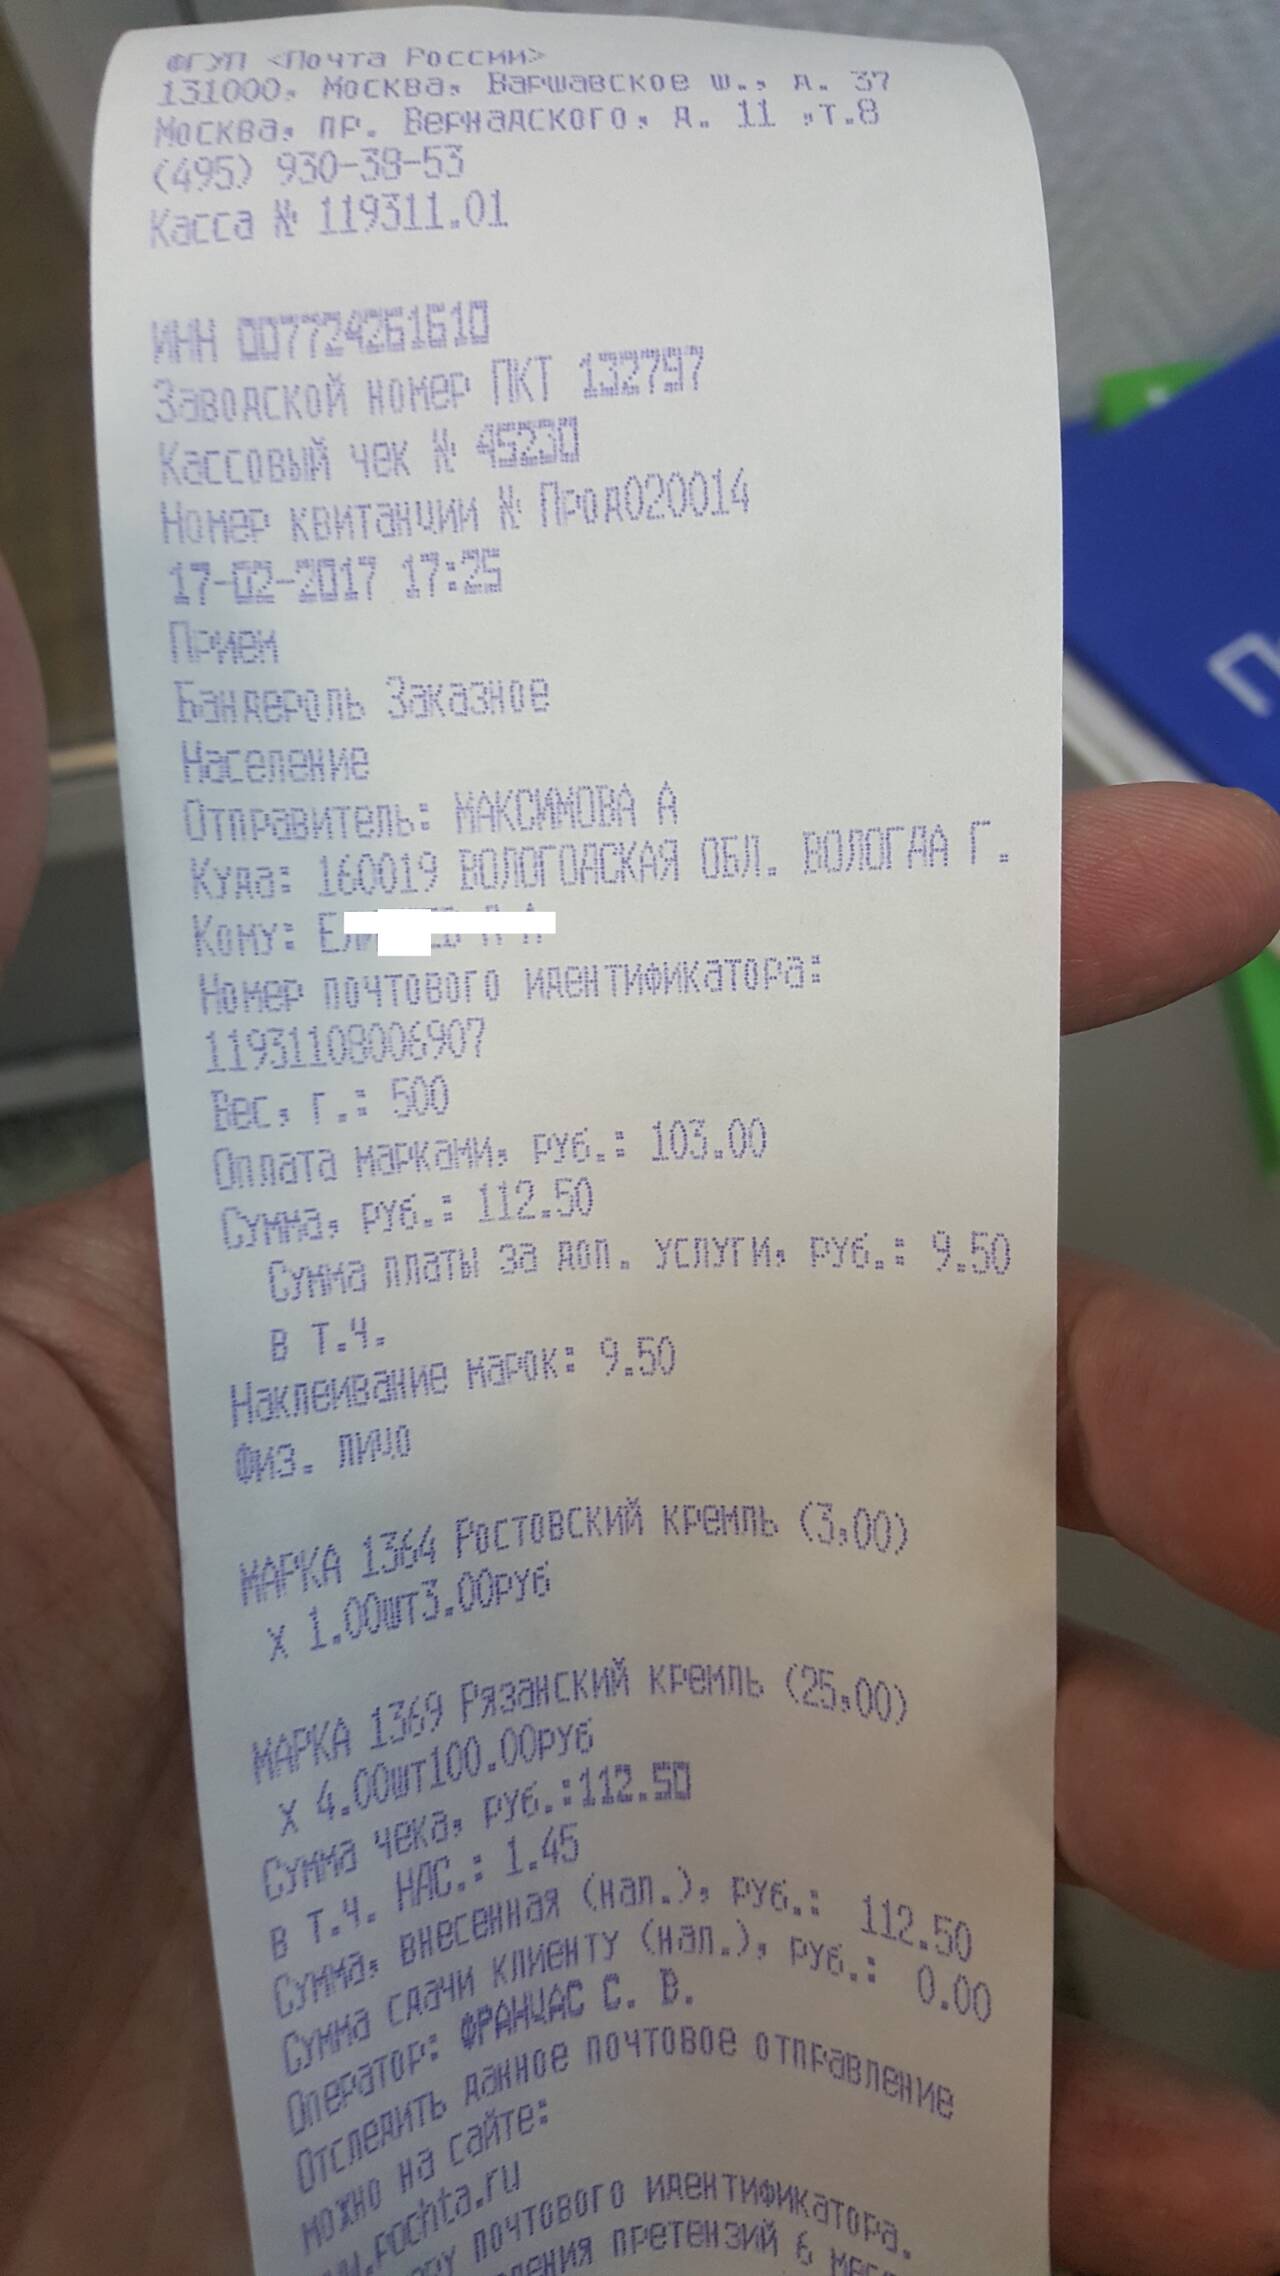 ФГУП <Почта России>
131000, Москва, Варшавское ш., д. 37
Москва, пр. Вернадского, д. 11 ,т.8
(495) 930-38-53
Касса № 119311.01
ИНН 007724261610
Заводской номер ПКТ 132797
Кассовый чек № 45230
Номер квитанции № Прод020014
17-02-2017 17:25
Прием
Бандероль Заказное
Население
Отправитель: МАКСИМОВА А
Куда: 160019 ВОЛОГОДСКАЯ ОБЛ. ВОЛОГДА Г.
Кому:
Номер почтового идентификатора:
11931108006907
Вес, г.: 500
Оплата марками, руб.: 103.00
Сумма, руб.: 112.50
Сумма платы за доп. услуги, руб.: 9.50
в т.ч.
Наклеивание марок: 9.50
Физ. лицо
МАРКА 1364 Ростовский кремль (3,00)
х 1.00шт3.00руб
МАРКА 1369 Рязанский кремль (25,00)
х 4.00шт100.00руб
Сумма чека, руб.:112.50
в т.ч. НДС.: 1.45
Сумма, внесенная (нал.), руб.: 112.50
Сумма сдачи клиенту (нал.), руб.: 0.00
Оператор: ФРАНЦАС С. В.
Отследить данное почтовое отправление
можно на сайте:
pochta.ru
почтового идентификатора.
претензий 6
П